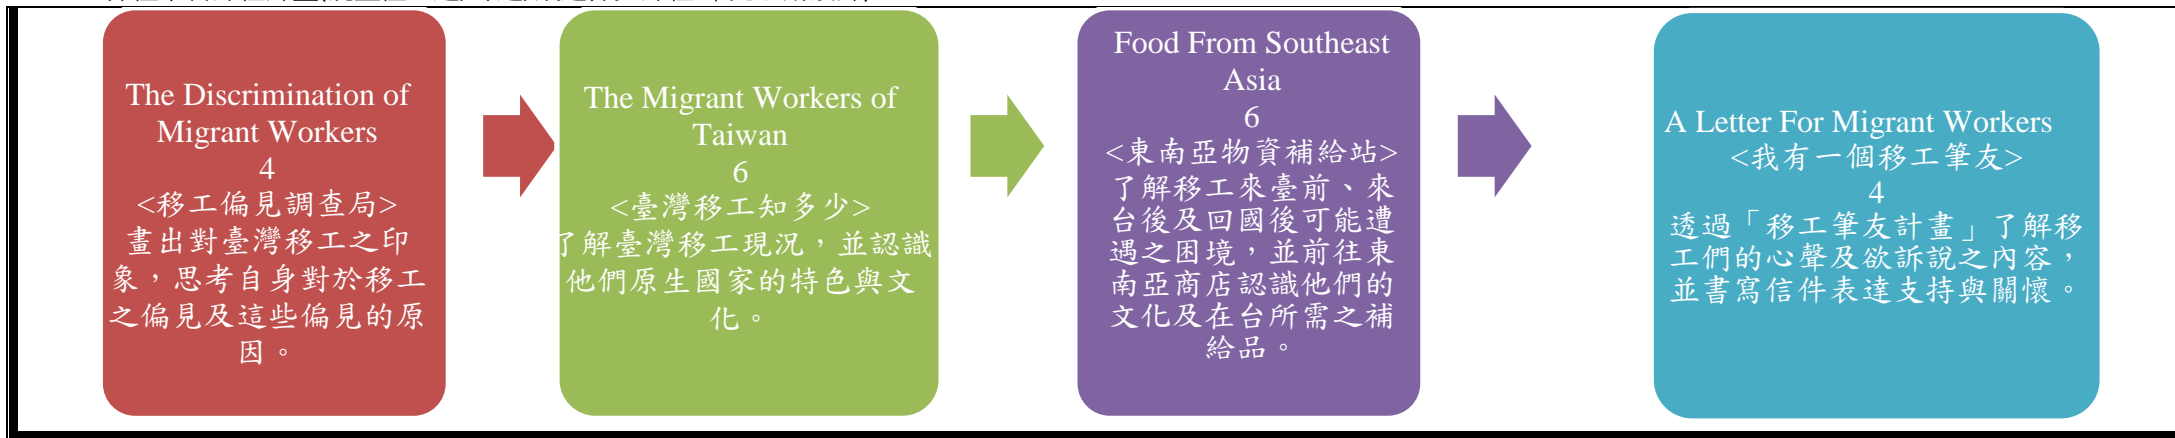 The Discrimination of
Migrant Workers
4
<移工偏見調查局>
畫出對臺灣移工之印
象，思考自身對於移工
之偏見及這些偏見的原
因。
The Migrant Workers of
Taiwan
6
<臺灣移工知多少>
了解臺灣移工現況，並認識
他們原生國家的特色與文
化。
Food From Southeast
Asia
6
<東南亞物資補給站>
了解移工來臺前、來
台後及回國後可能遭
遇之困境，並前往東
南亞商店認識他們的
文化及在台所需之補
給品。
A Letter For Migrant Workers
<我有一個移工筆友>
4
透過「移工筆友計畫」了解移
工們的心聲及欲訴說之內容，
並書寫信件表達支持與關懷。